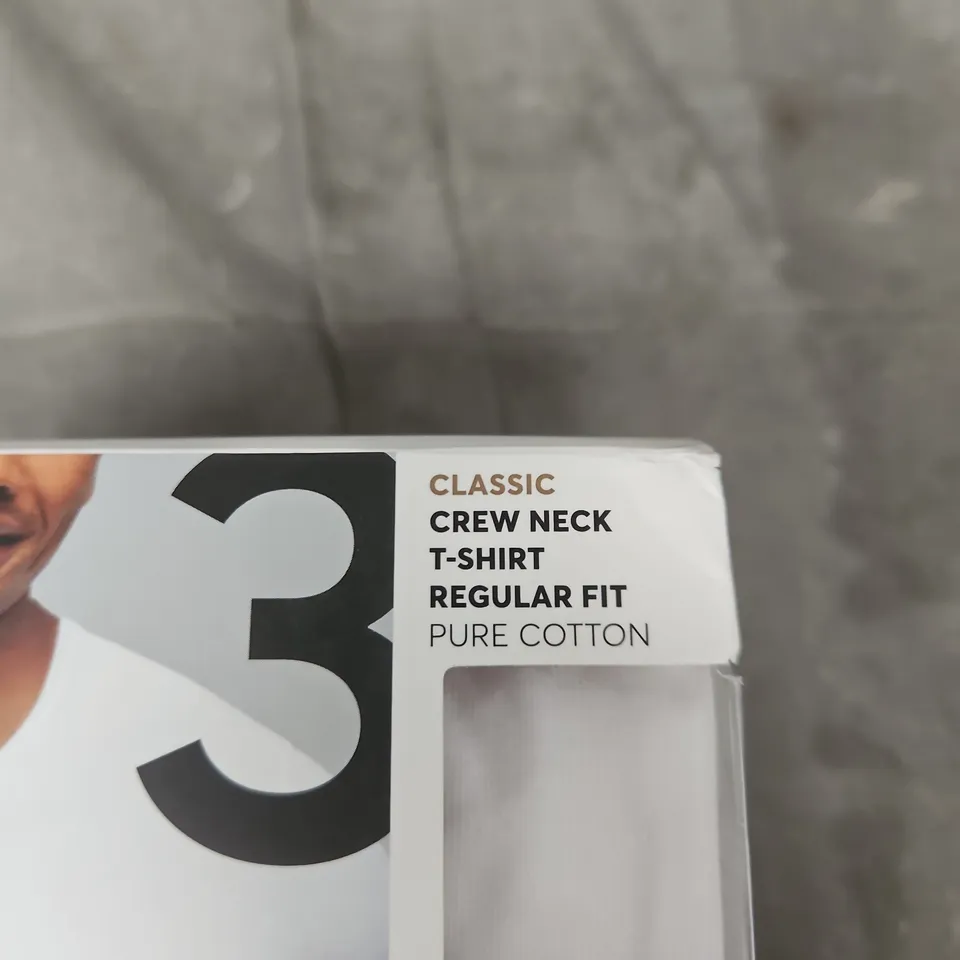 3
CLASSIC
CREW NECK
T-SHIRT
REGULAR FIT
PURE COTTON